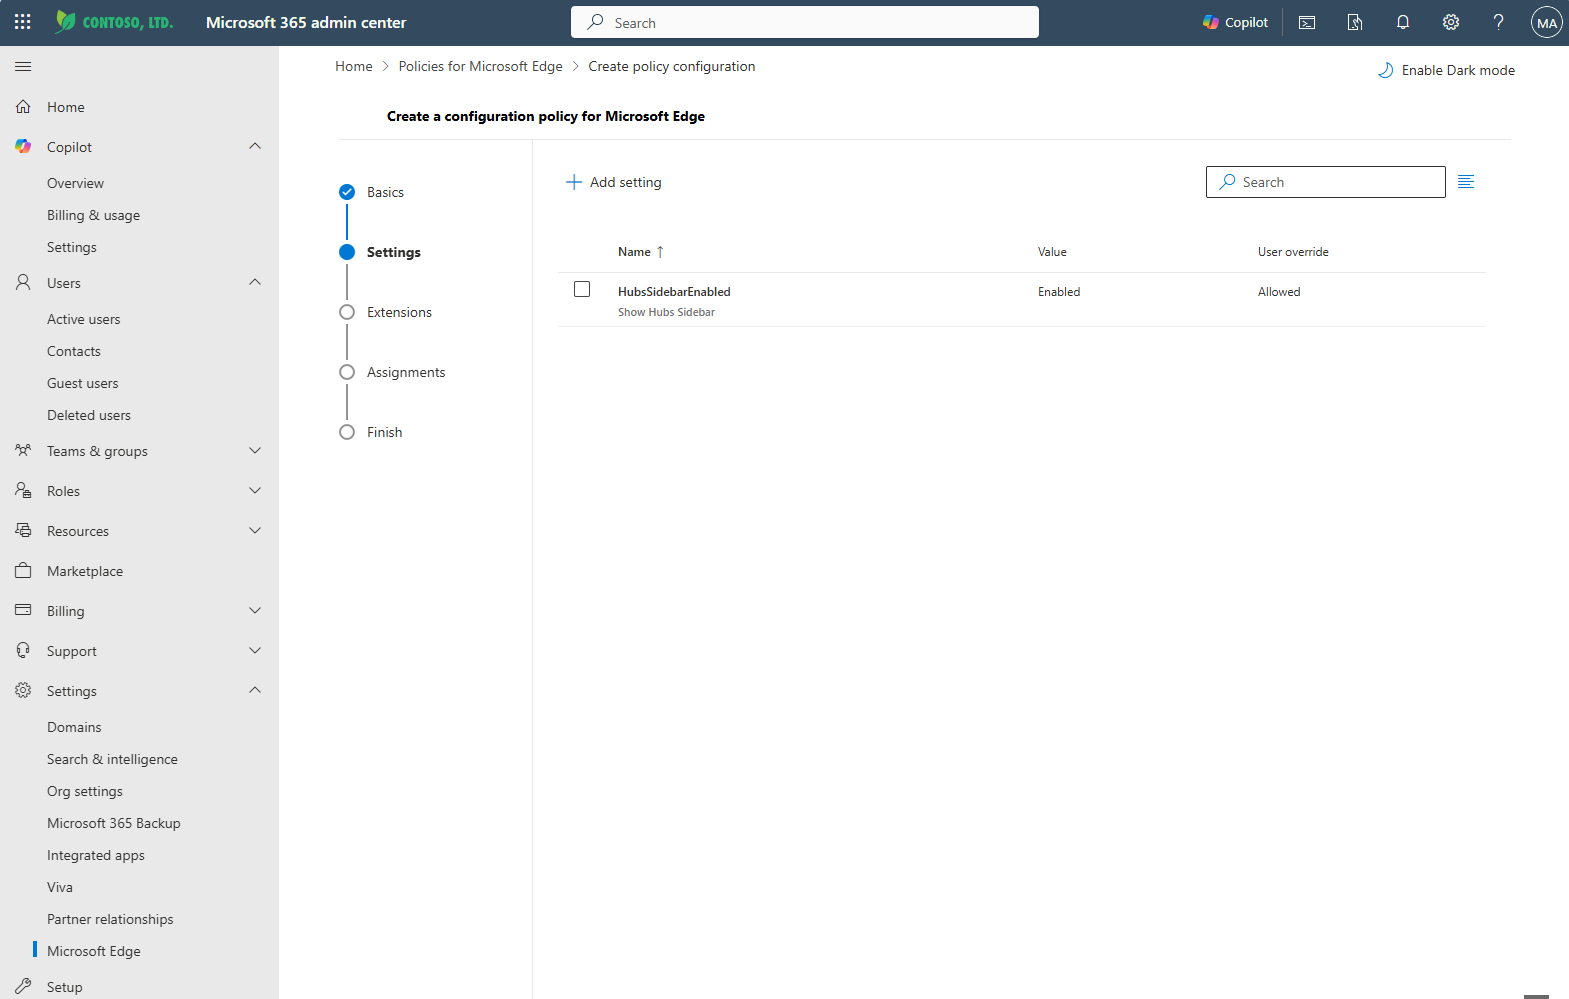 CONTOSO, LTD.
Microsoft 365 admin center
Search
Copilot
MA
Home
Copilot
Overview
Billing & usage
Settings
Users
Active users
Contacts
Guest users
Deleted users
Teams & groups
Roles
Resources
Marketplace
Billing
Support
Settings
Domains
Search & intelligence
Org settings
Microsoft 365 Backup
Integrated apps
Viva
Partner relationships
Microsoft Edge
Setup
Home > Policies for Microsoft Edge > Create policy configuration
Enable Dark mode
Create a configuration policy for Microsoft Edge
Basics
Settings
Extensions
Assignments
Finish
+ Add setting
Search
Name ↑ Value User override
HubsSidebarEnabled Enabled Allowed
Show Hubs Sidebar